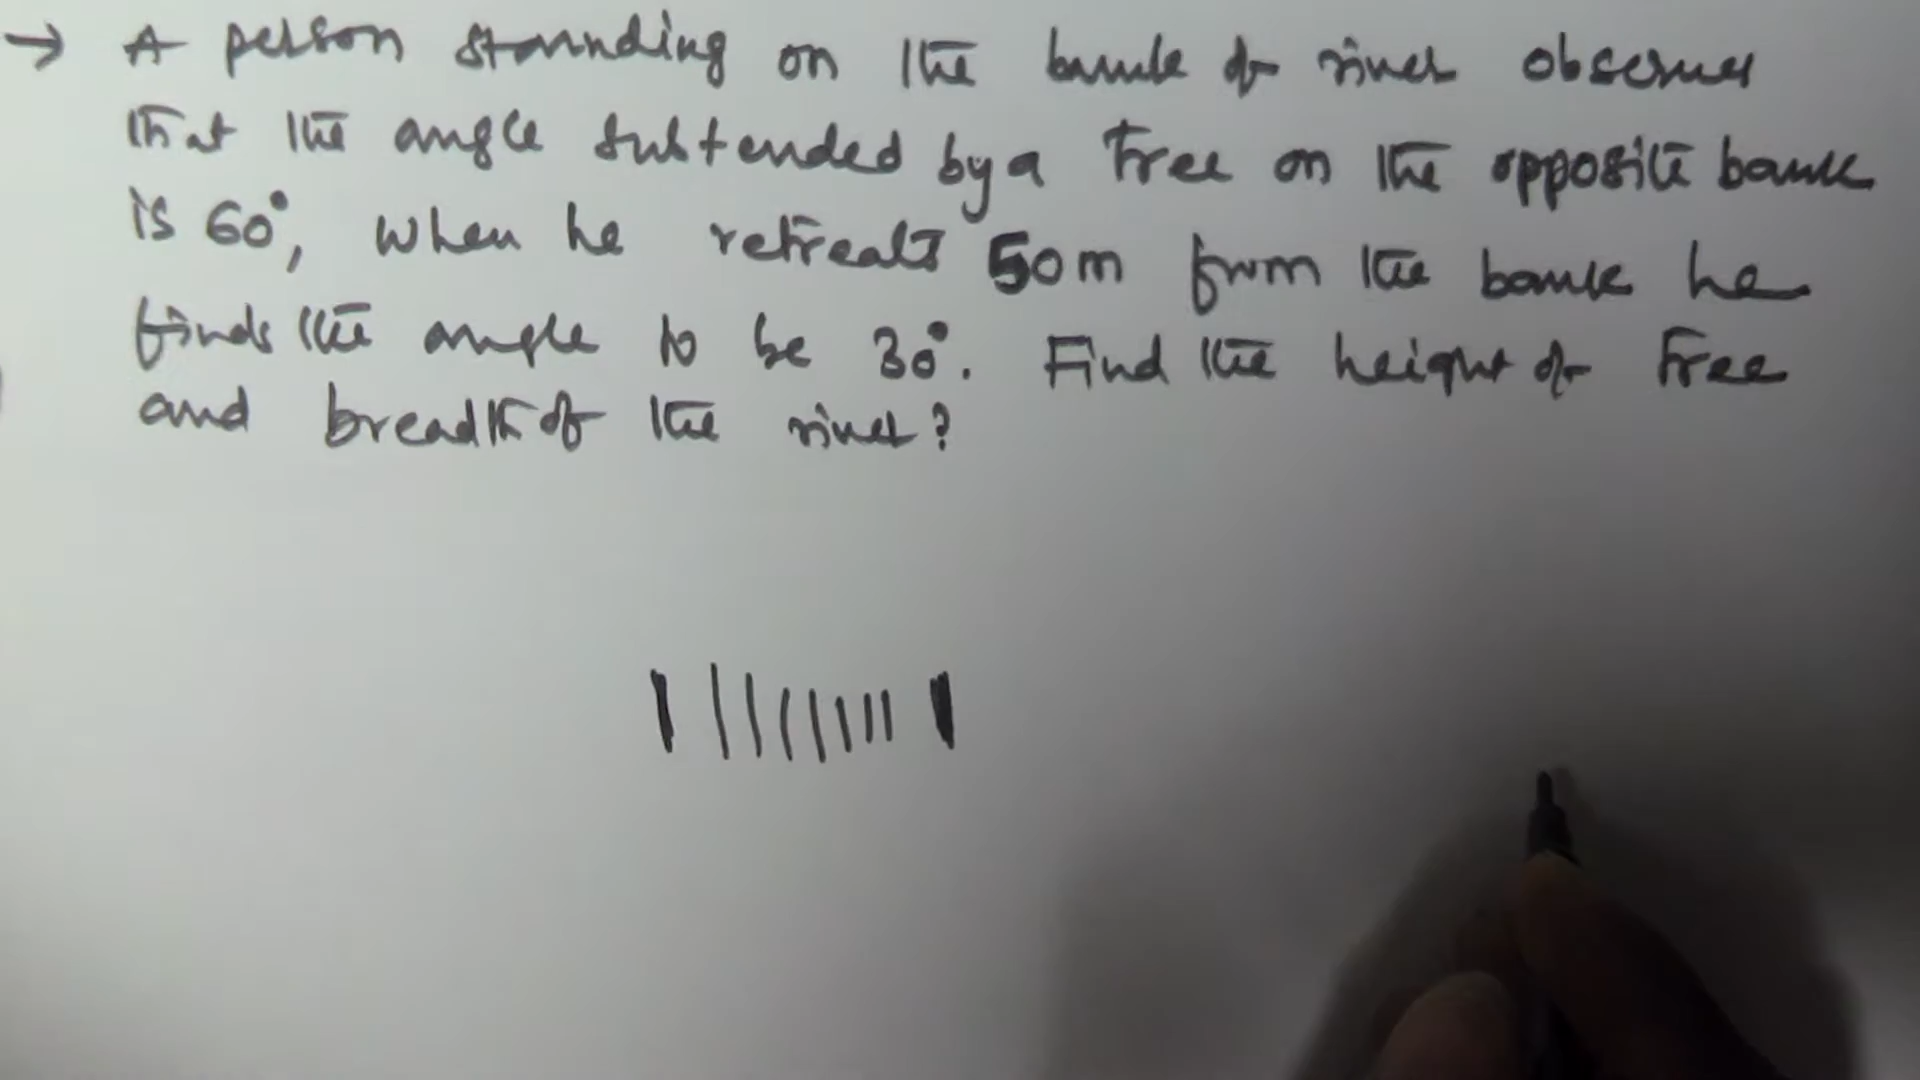 → A person stannding on the bank of river observes
that the angle subtended by a tree on the opposite bank
is 60°, when he retreats 50m from the bank he
finds the angle to be 30°. Find the height of tree
and breadth of the river?